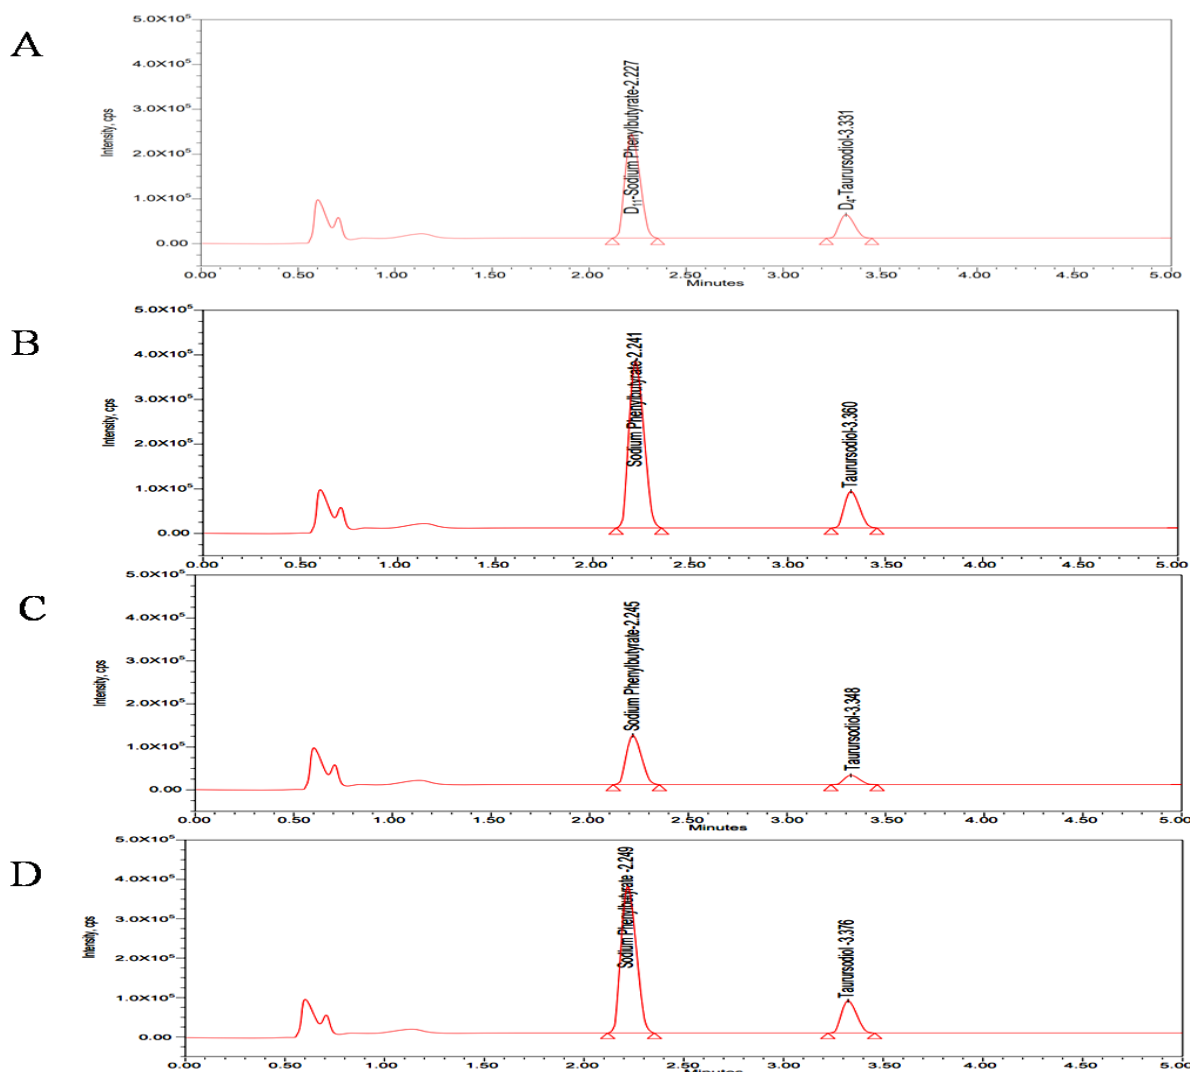 A
5.0X10⁵
4.0X10⁵
3.0X10⁵
2.0X10⁵
1.0X10⁵
0.00
Intensity, cps
D₁₁-Sodium Phenylbutyrate-2.227
D₄-Taurursodiol-3.331
0.00 0.50 1.00 1.50 2.00 2.50 3.00 3.50 4.00 4.50 5.00
Minutes
B
5.0X10⁵
4.0X10⁵
3.0X10⁵
2.0X10⁵
1.0X10⁵
0.00
Intensity, cps
Sodium Phenylbutyrate-2.241
Taurursodiol-3.360
0.00 0.50 1.00 1.50 2.00 2.50 3.00 3.50 4.00 4.50 5.00
C
5.0X10⁵
4.0X10⁵
3.0X10⁵
2.0X10⁵
1.0X10⁵
0.00
Intensity, cps
Sodium Phenylbutyrate-2.245
Taurursodiol-3.348
0.00 0.50 1.00 1.50 2.00 2.50 3.00 3.50 4.00 4.50 5.00
Minutes
D
5.0X10⁵
4.0X10⁵
3.0X10⁵
2.0X10⁵
1.0X10⁵
0.00
Intensity, cps
Sodium Phenylbutyrate -2.249
Taurursodiol -3.376
0.00 0.50 1.00 1.50 2.00 2.50 3.00 3.50 4.00 4.50 5.00
Minutes